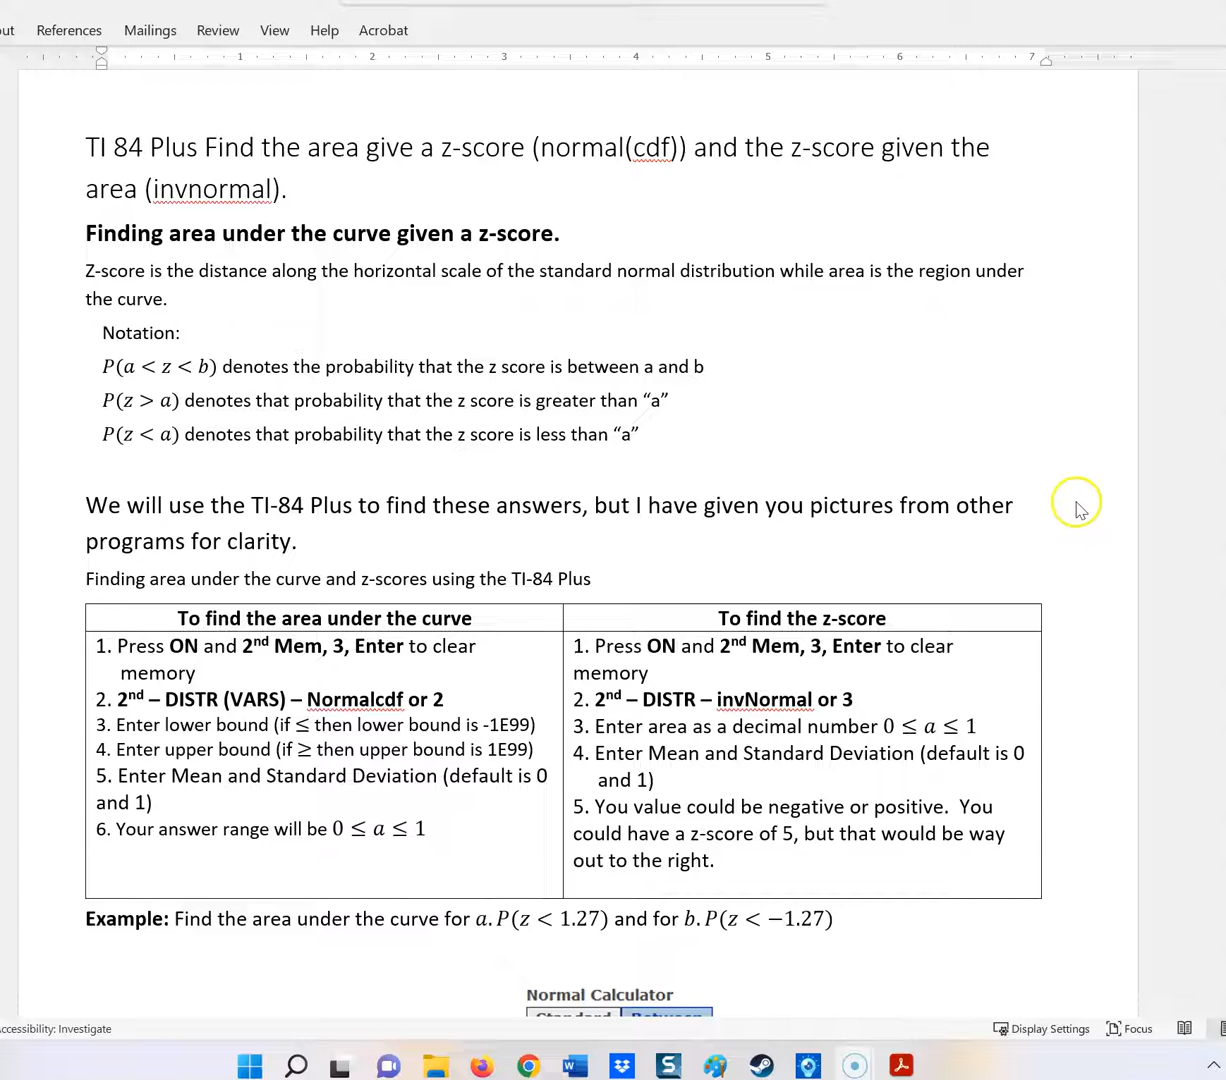 out References Mailings Review View Help Acrobat
1 2 3 4 5 6 7
TI 84 Plus Find the area give a z-score (normal(cdf)) and the z-score given the
area (invnormal).
Finding area under the curve given a z-score.
Z-score is the distance along the horizontal scale of the standard normal distribution while area is the region under
the curve.
Notation:
P(a < z < b) denotes the probability that the z score is between a and b
P(z > a) denotes that probability that the z score is greater than “a”
P(z < a) denotes that probability that the z score is less than “a”
We will use the TI-84 Plus to find these answers, but I have given you pictures from other
programs for clarity.
Finding area under the curve and z-scores using the TI-84 Plus
To find the area under the curve
1. Press ON and 2nd Mem, 3, Enter to clear
memory
2. 2nd – DISTR (VARS) – Normalcdf or 2
3. Enter lower bound (if ≤ then lower bound is -1E99)
4. Enter upper bound (if ≥ then upper bound is 1E99)
5. Enter Mean and Standard Deviation (default is 0
and 1)
6. Your answer range will be 0 ≤ a ≤ 1
To find the z-score
1. Press ON and 2nd Mem, 3, Enter to clear
memory
2. 2nd – DISTR – invNormal or 3
3. Enter area as a decimal number 0 ≤ a ≤ 1
4. Enter Mean and Standard Deviation (default is 0
and 1)
5. You value could be negative or positive. You
could have a z-score of 5, but that would be way
out to the right.
Example: Find the area under the curve for a. P(z < 1.27) and for b. P(z < −1.27)
Normal Calculator
Standard Between
Accessibility: Investigate Display Settings Focus